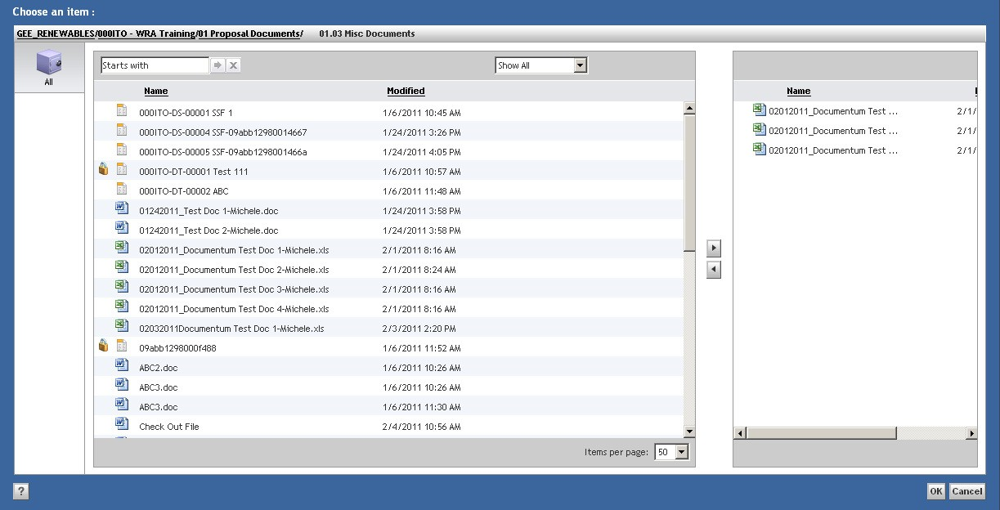 Choose an item :
GEE_RENEWABLES/000ITO - WRA Training/01 Proposal Documents/ 01.03 Misc Documents
All
Starts with
Show All
Name Modified
000ITO-DS-00001 SSF 1 1/6/2011 10:45 AM
000ITO-DS-00004 SSF-09abb12980014667 1/24/2011 3:26 PM
000ITO-DS-00005 SSF-09abb1298001466a 1/24/2011 4:05 PM
000ITO-DT-00001 Test 111 1/6/2011 10:57 AM
000ITO-DT-00002 ABC 1/6/2011 11:48 AM
01242011_Test Doc 1-Michele.doc 1/24/2011 3:58 PM
01242011_Test Doc 2-Michele.doc 1/24/2011 3:58 PM
02012011_Documentum Test Doc 1-Michele.xls 2/1/2011 8:16 AM
02012011_Documentum Test Doc 2-Michele.xls 2/1/2011 8:24 AM
02012011_Documentum Test Doc 3-Michele.xls 2/1/2011 8:16 AM
02012011_Documentum Test Doc 4-Michele.xls 2/1/2011 8:16 AM
02032011Documentum Test Doc 1-Michele.xls 2/3/2011 2:20 PM
09abb1298000f488 1/6/2011 11:52 AM
ABC2.doc 1/6/2011 10:26 AM
ABC3.doc 1/6/2011 10:26 AM
ABC3.doc 1/6/2011 11:30 AM
Check Out File 2/4/2011 10:56 AM
Items per page: 50
Name
02012011_Documentum Test ... 2/1/
02012011_Documentum Test ... 2/1/
02012011_Documentum Test ... 2/1/
?
OK Cancel